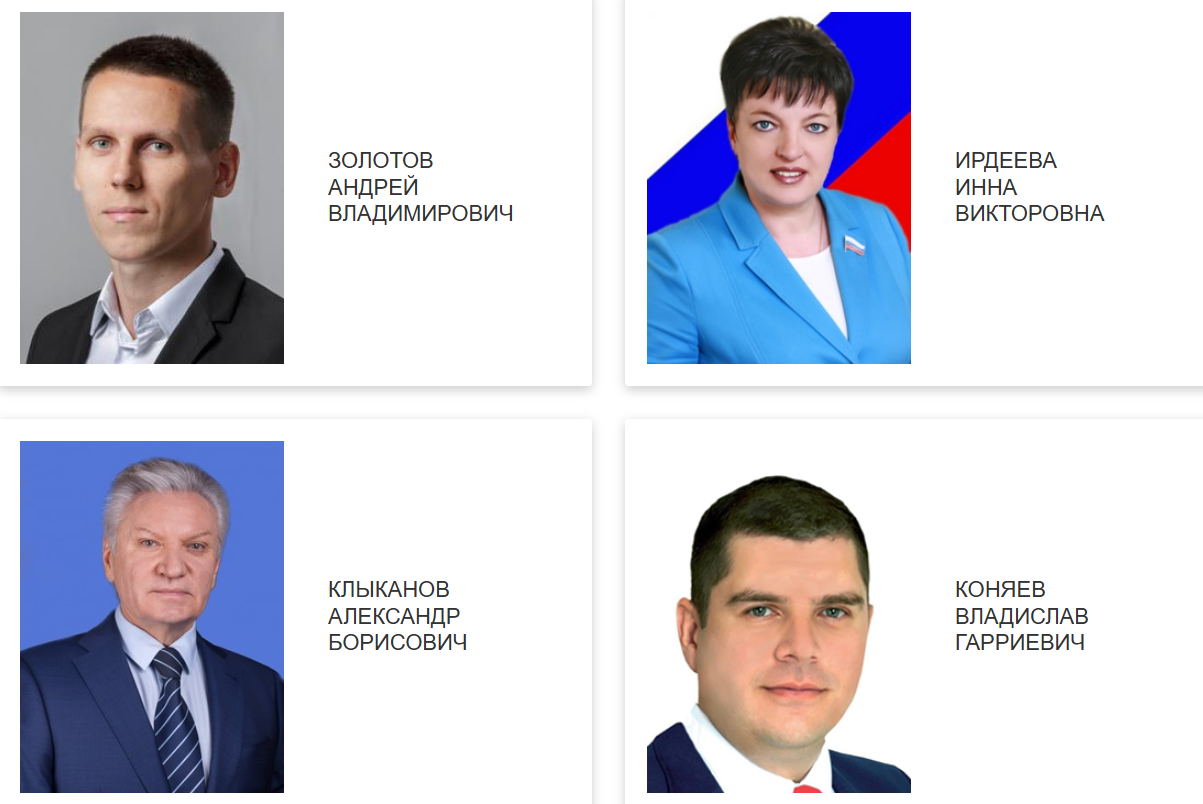 ЗОЛОТОВ
АНДРЕЙ
ВЛАДИМИРОВИЧ
ИРДЕЕВА
ИННА
ВИКТОРОВНА
КЛЫКАНОВ
АЛЕКСАНДР
БОРИСОВИЧ
КОНЯЕВ
ВЛАДИСЛАВ
ГАРРИЕВИЧ